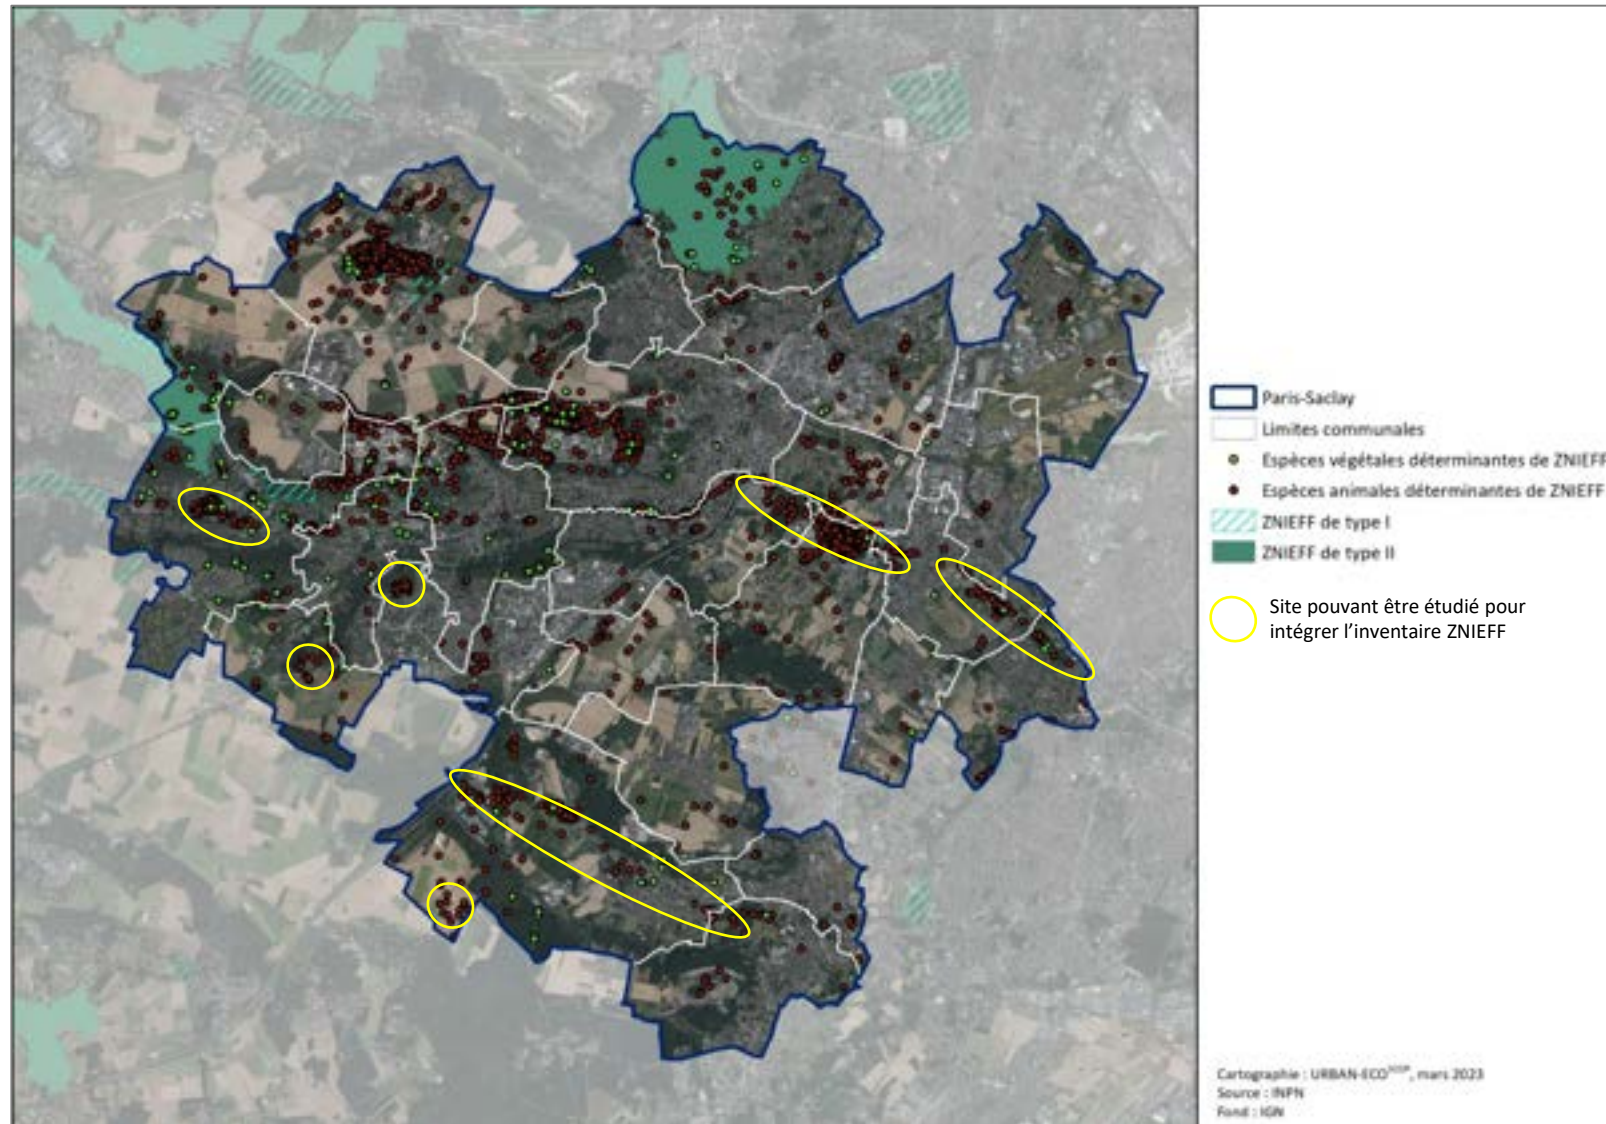 Paris-Saclay
Limites communales
Espèces végétales déterminantes de ZNIEFF
Espèces animales déterminantes de ZNIEFF
ZNIEFF de type I
ZNIEFF de type II
Site pouvant être étudié pour
intégrer l'inventaire ZNIEFF
Cartographie : URBAN-ECO, mars 2023
Source : INPN
Fond : IGN